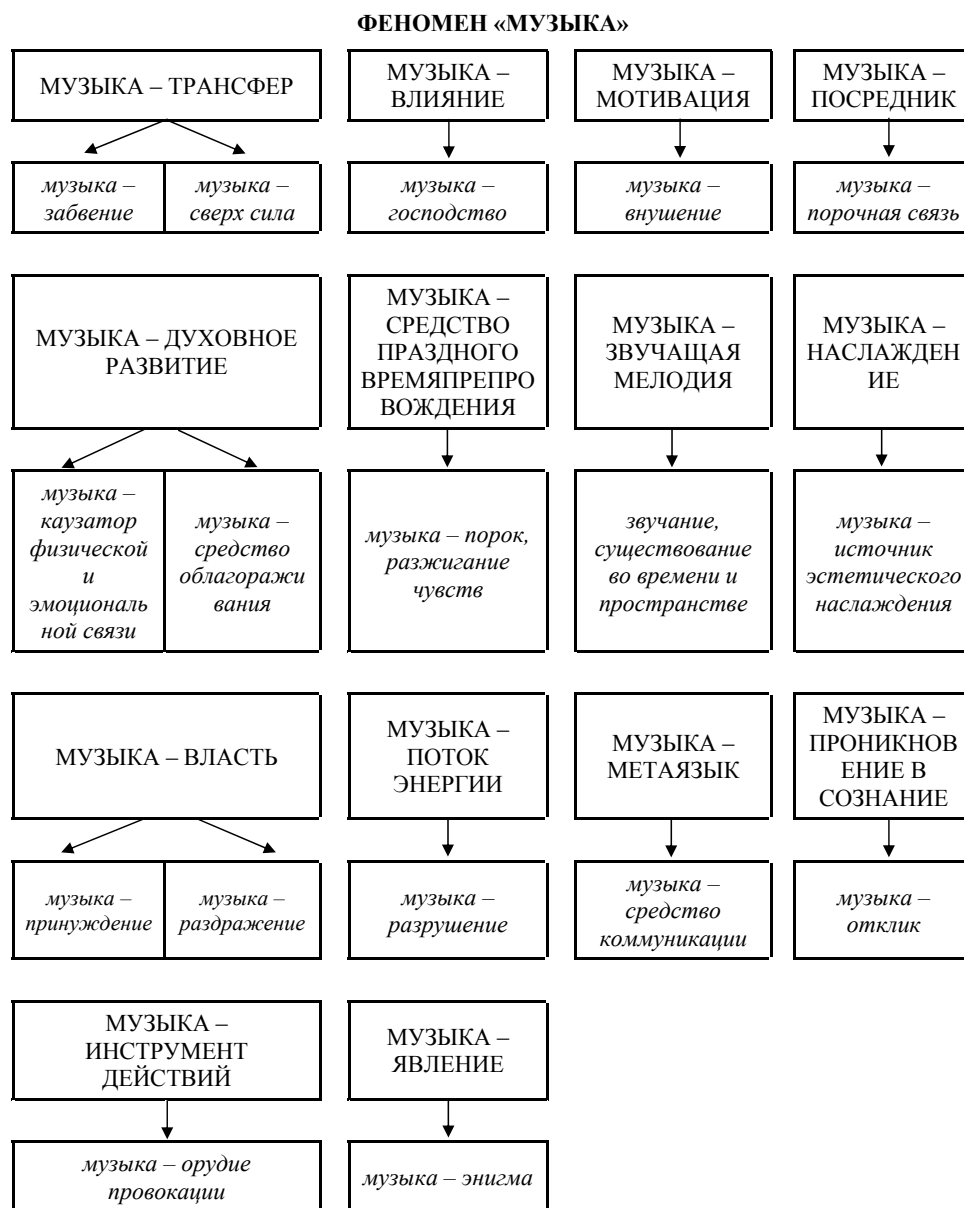 ФЕНОМЕН «МУЗЫКА»
МУЗЫКА – ТРАНСФЕР
МУЗЫКА –
ВЛИЯНИЕ
МУЗЫКА –
МОТИВАЦИЯ
МУЗЫКА –
ПОСРЕДНИК
музыка –
забвение
музыка –
сверх сила
музыка –
господство
музыка –
внушение
музыка –
порочная связь
МУЗЫКА – ДУХОВНОЕ
РАЗВИТИЕ
МУЗЫКА –
СРЕДСТВО
ПРАЗДНОГО
ВРЕМЯПРЕПРО
ВОЖДЕНИЯ
МУЗЫКА –
ЗВУЧАЩАЯ
МЕЛОДИЯ
МУЗЫКА –
НАСЛАЖДЕН
ИЕ
музыка –
каузатор
физической
и
эмоциональ
ной связи
музыка –
средство
облагоражи
вания
музыка – порок,
разжигание
чувств
звучание,
существование
во времени и
пространстве
музыка –
источник
эстетического
наслаждения
МУЗЫКА – ВЛАСТЬ
МУЗЫКА –
ПОТОК
ЭНЕРГИИ
МУЗЫКА –
МЕТАЯЗЫК
МУЗЫКА –
ПРОНИКНОВ
ЕНИЕ В
СОЗНАНИЕ
музыка –
принуждение
музыка –
раздражение
музыка –
разрушение
музыка –
средство
коммуникации
музыка –
отклик
МУЗЫКА –
ИНСТРУМЕНТ
ДЕЙСТВИЙ
МУЗЫКА –
ЯВЛЕНИЕ
музыка – орудие
провокации
музыка – энигма